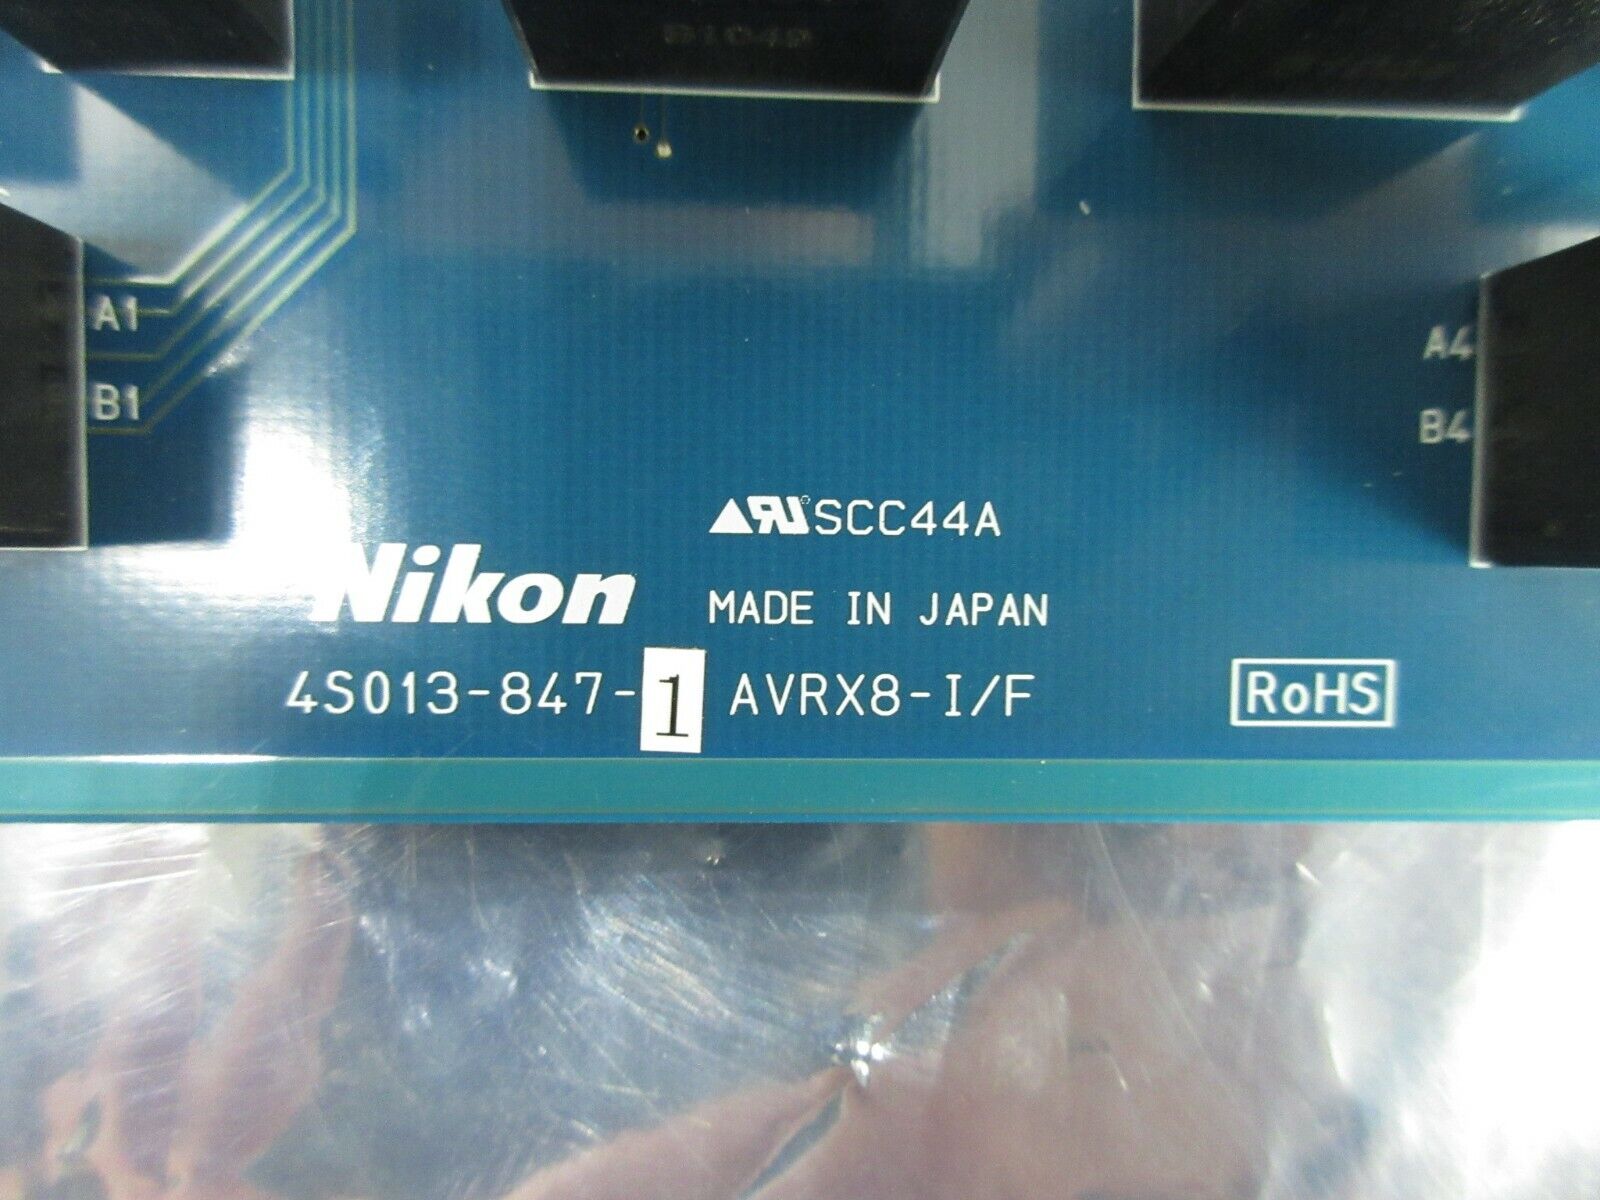 A1
B1
A4
B4
SCC44A
Nikon MADE IN JAPAN
4S013-847-1 AVRX8-I/F
RoHS